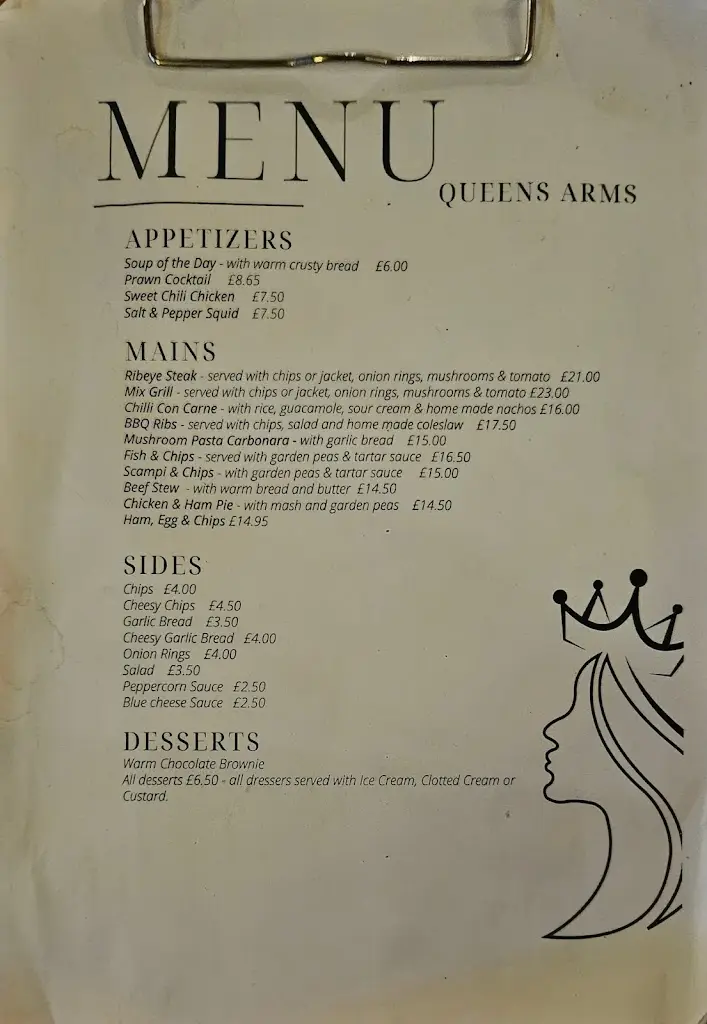 MENU
QUEENS ARMS
APPETIZERS
Soup of the Day - with warm crusty bread £6.00
Prawn Cocktail £8.65
Sweet Chili Chicken £7.50
Salt & Pepper Squid £7.50
MAINS
Ribeye Steak - served with chips or jacket, onion rings, mushrooms & tomato £21.00
Mix Grill - served with chips or jacket, onion rings, mushrooms & tomato £23.00
Chilli Con Carne - with rice, guacamole, sour cream & home made nachos £16.00
BBQ Ribs - served with chips, salad and home made coleslaw £17.50
Mushroom Pasta Carbonara - with garlic bread £15.00
Fish & Chips - served with garden peas & tartar sauce £16.50
Scampi & Chips - with garden peas & tartar sauce £15.00
Beef Stew - with warm bread and butter £14.50
Chicken & Ham Pie - with mash and garden peas £14.50
Ham, Egg & Chips £14.95
SIDES
Chips £4.00
Cheesy Chips £4.50
Garlic Bread £3.50
Cheesy Garlic Bread £4.00
Onion Rings £4.00
Salad £3.50
Peppercorn Sauce £2.50
Blue cheese Sauce £2.50
DESSERTS
Warm Chocolate Brownie
All desserts £6.50 - all dressers served with Ice Cream, Clotted Cream or
Custard.